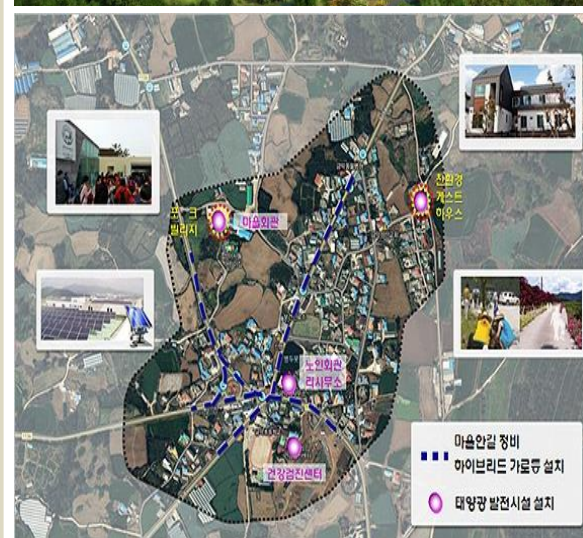 친환경
게스트
하우스
포크
빌리지
마을회관
노인회관
리사무소
건강검진센터
마을안길 정비
하이브리드 가로등 설치
태양광 발전시설 설치